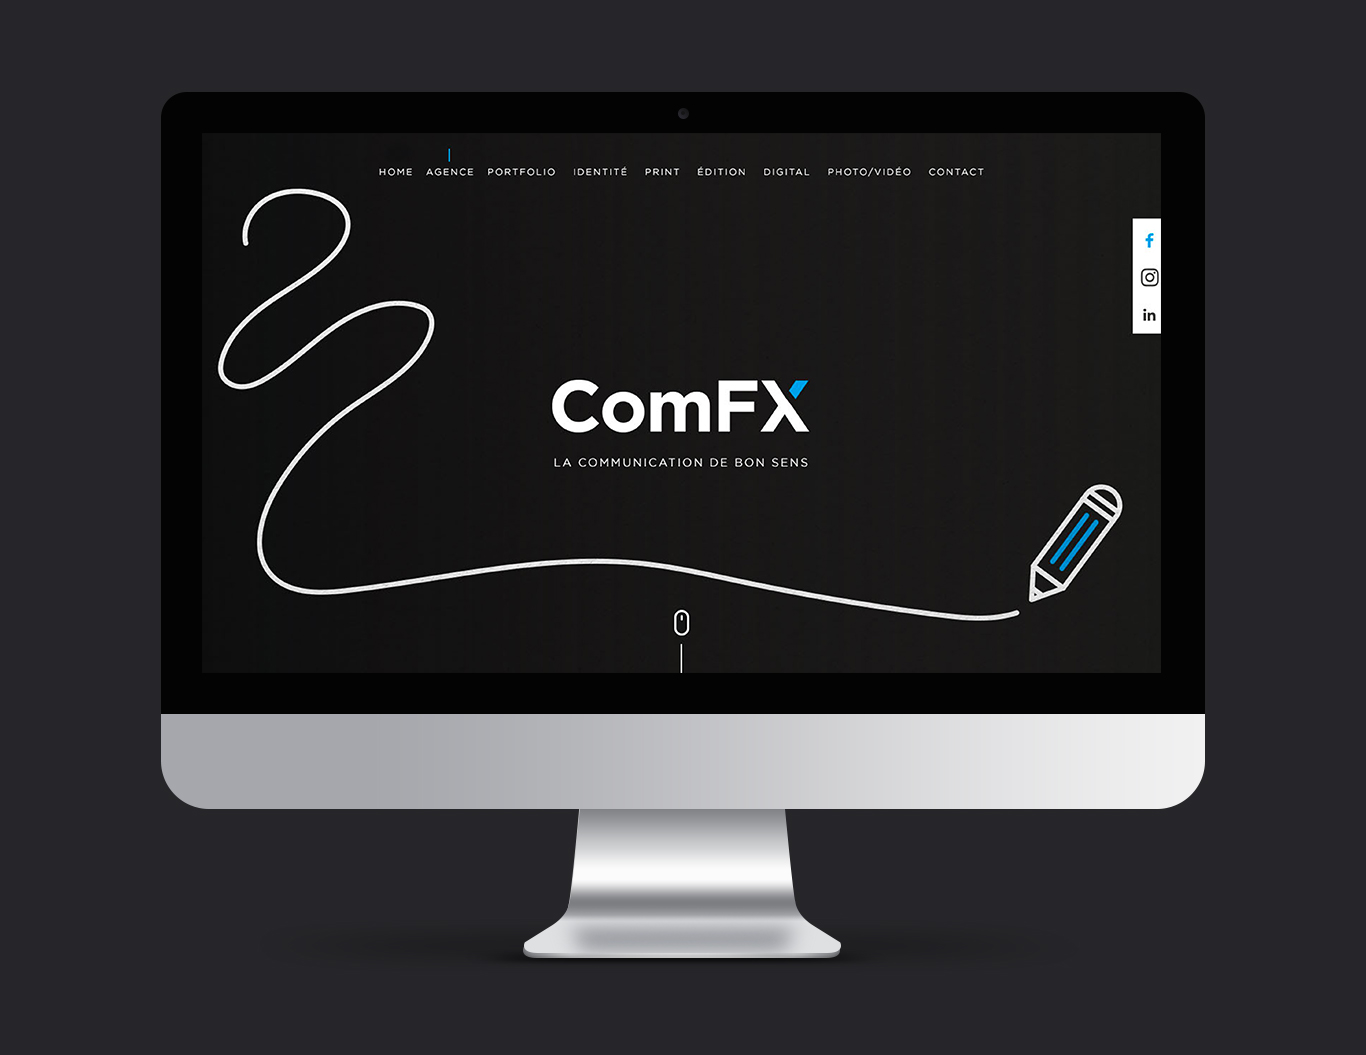 HOME AGENCE PORTFOLIO IDENTITÉ PRINT ÉDITION DIGITAL PHOTO/VIDÉO CONTACT
f
in
ComFX
LA COMMUNICATION DE BON SENS